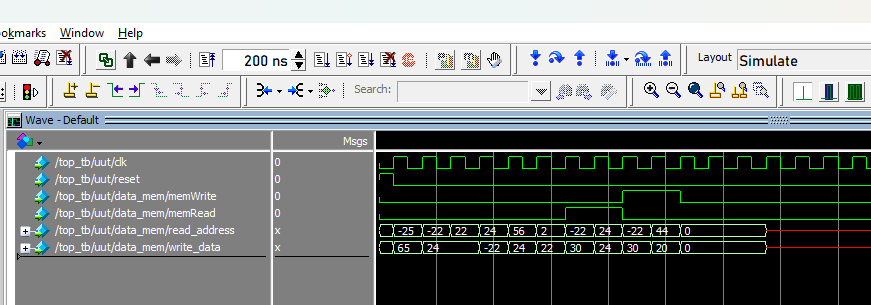 okmarks Window Help
200 ns Layout Simulate
Search:
Wave - Default
Msgs
/top_tb/uut/clk 0
/top_tb/uut/reset 0
/top_tb/uut/data_mem/memWrite 0
/top_tb/uut/data_mem/memRead 0
/top_tb/uut/data_mem/read_address x -25 -22 22 24 56 2 -22 24 -22 44 0
/top_tb/uut/data_mem/write_data x 65 24 -22 24 22 30 24 30 20 0